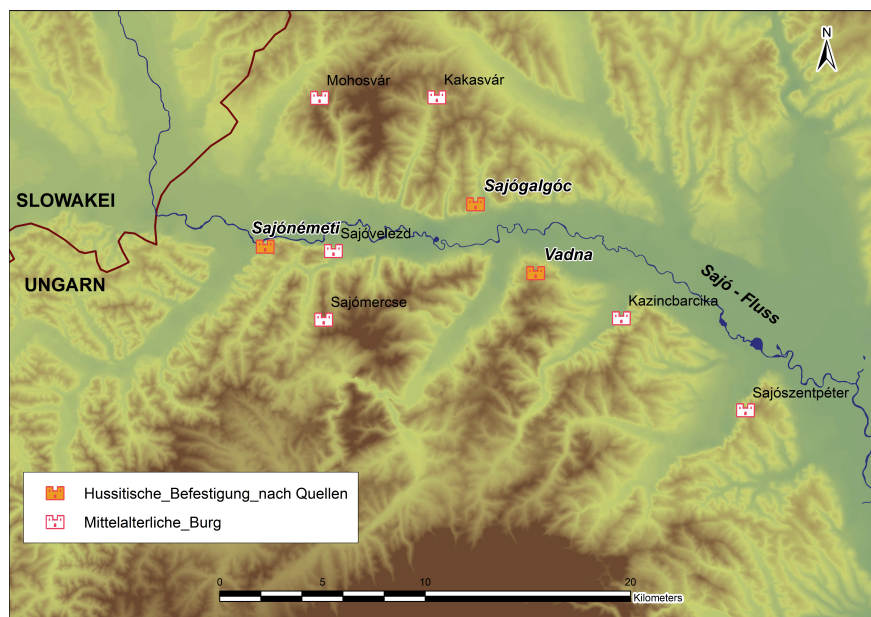 N
Mohosvár
Kakasvár
Sajógalgóc
SLOWAKEI
Sajónémeti
Sajóvelezd
Vadna
UNGARN
Sajó - Fluss
Sajómercse
Kazincbarcika
Sajószentpéter
Hussitische_Befestigung_nach Quellen
Mittelalterliche_Burg
0 5 10 20
Kilometers